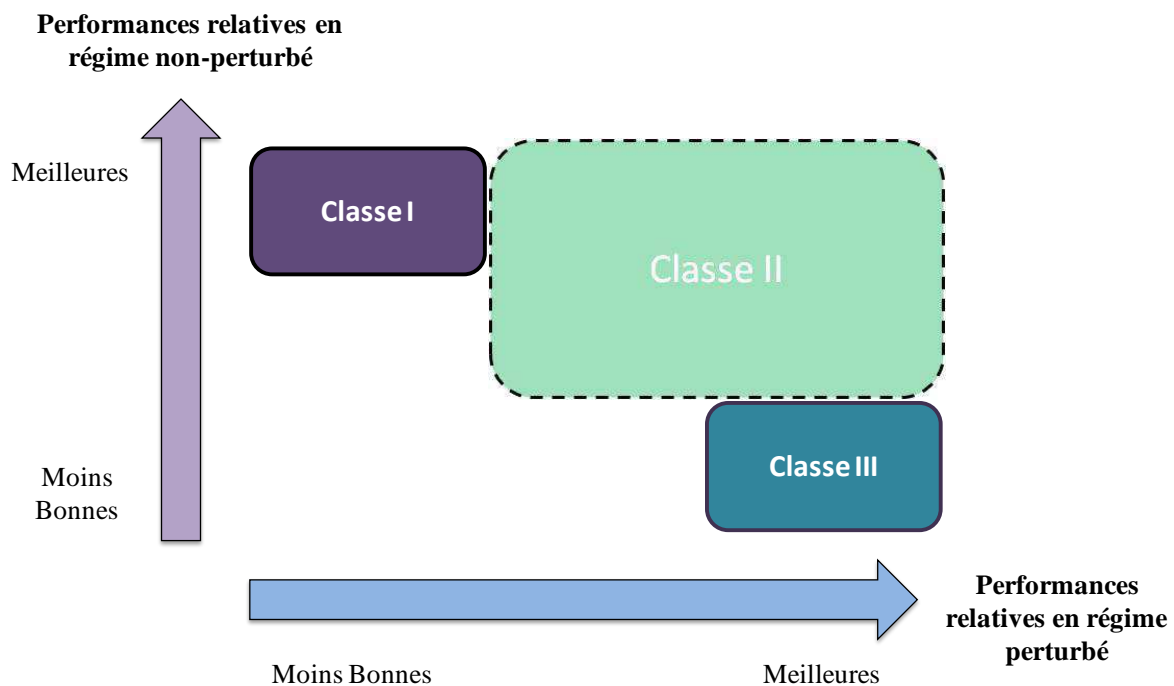 Performances relatives en
régime non-perturbé
Meilleures
Classe I
Classe II
Classe III
Moins
Bonnes
Performances
relatives en régime
perturbé
Moins Bonnes
Meilleures